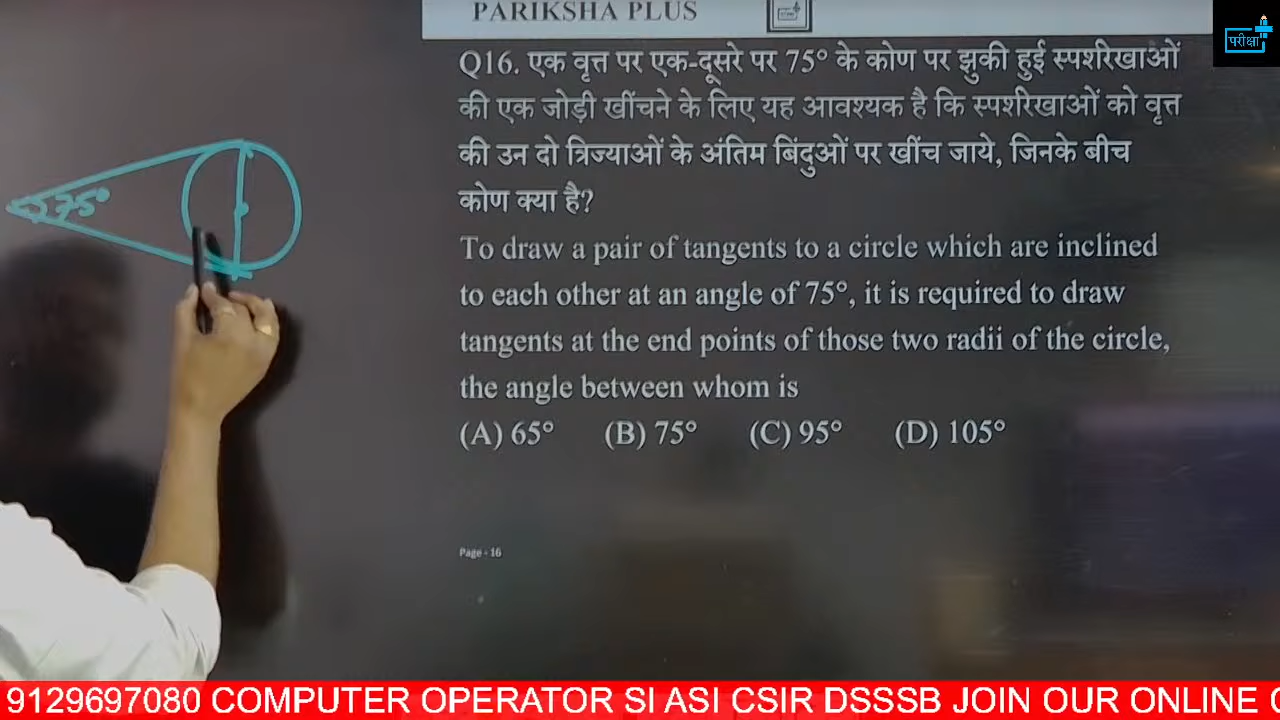 PARIKSHA PLUS
परीक्षा
Q16. एक वृत्त पर एक-दूसरे पर 75° के कोण पर झुकी हुई स्पर्शरेखाओं
की एक जोड़ी खींचने के लिए यह आवश्यक है कि स्पर्शरेखाओं को वृत्त
की उन दो त्रिज्याओं के अंतिम बिंदुओं पर खींच जाये, जिनके बीच
कोण क्या है?
75°
To draw a pair of tangents to a circle which are inclined
to each other at an angle of 75°, it is required to draw
tangents at the end points of those two radii of the circle,
the angle between whom is
(A) 65° (B) 75° (C) 95° (D) 105°
Page - 16
9129697080 COMPUTER OPERATOR SI ASI CSIR DSSSB JOIN OUR ONLINE